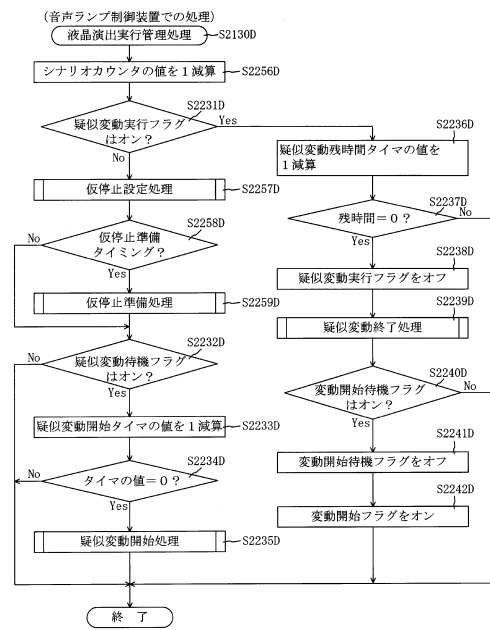 (音声ランプ制御装置での処理)
液晶演出実行管理処理
S2130D
シナリオカウンタの値を1減算
S2256D
S2231D
疑似変動実行フラグ
はオン?
Yes
No
仮停止設定処理
S2257D
S2258D
仮停止準備
タイミング?
No
Yes
仮停止準備処理
S2259D
S2232D
疑似変動待機フラグ
はオン?
No
Yes
疑似変動開始タイマの値を1減算
S2233D
S2234D
タイマの値=0?
No
Yes
疑似変動開始処理
S2235D
S2236D
疑似変動残時間タイマの値を
1減算
S2237D
残時間=0?
No
Yes
S2238D
疑似変動実行フラグをオフ
S2239D
疑似変動終了処理
S2240D
変動開始待機フラグ
はオン?
No
Yes
S2241D
変動開始待機フラグをオフ
S2242D
変動開始フラグをオン
終 了